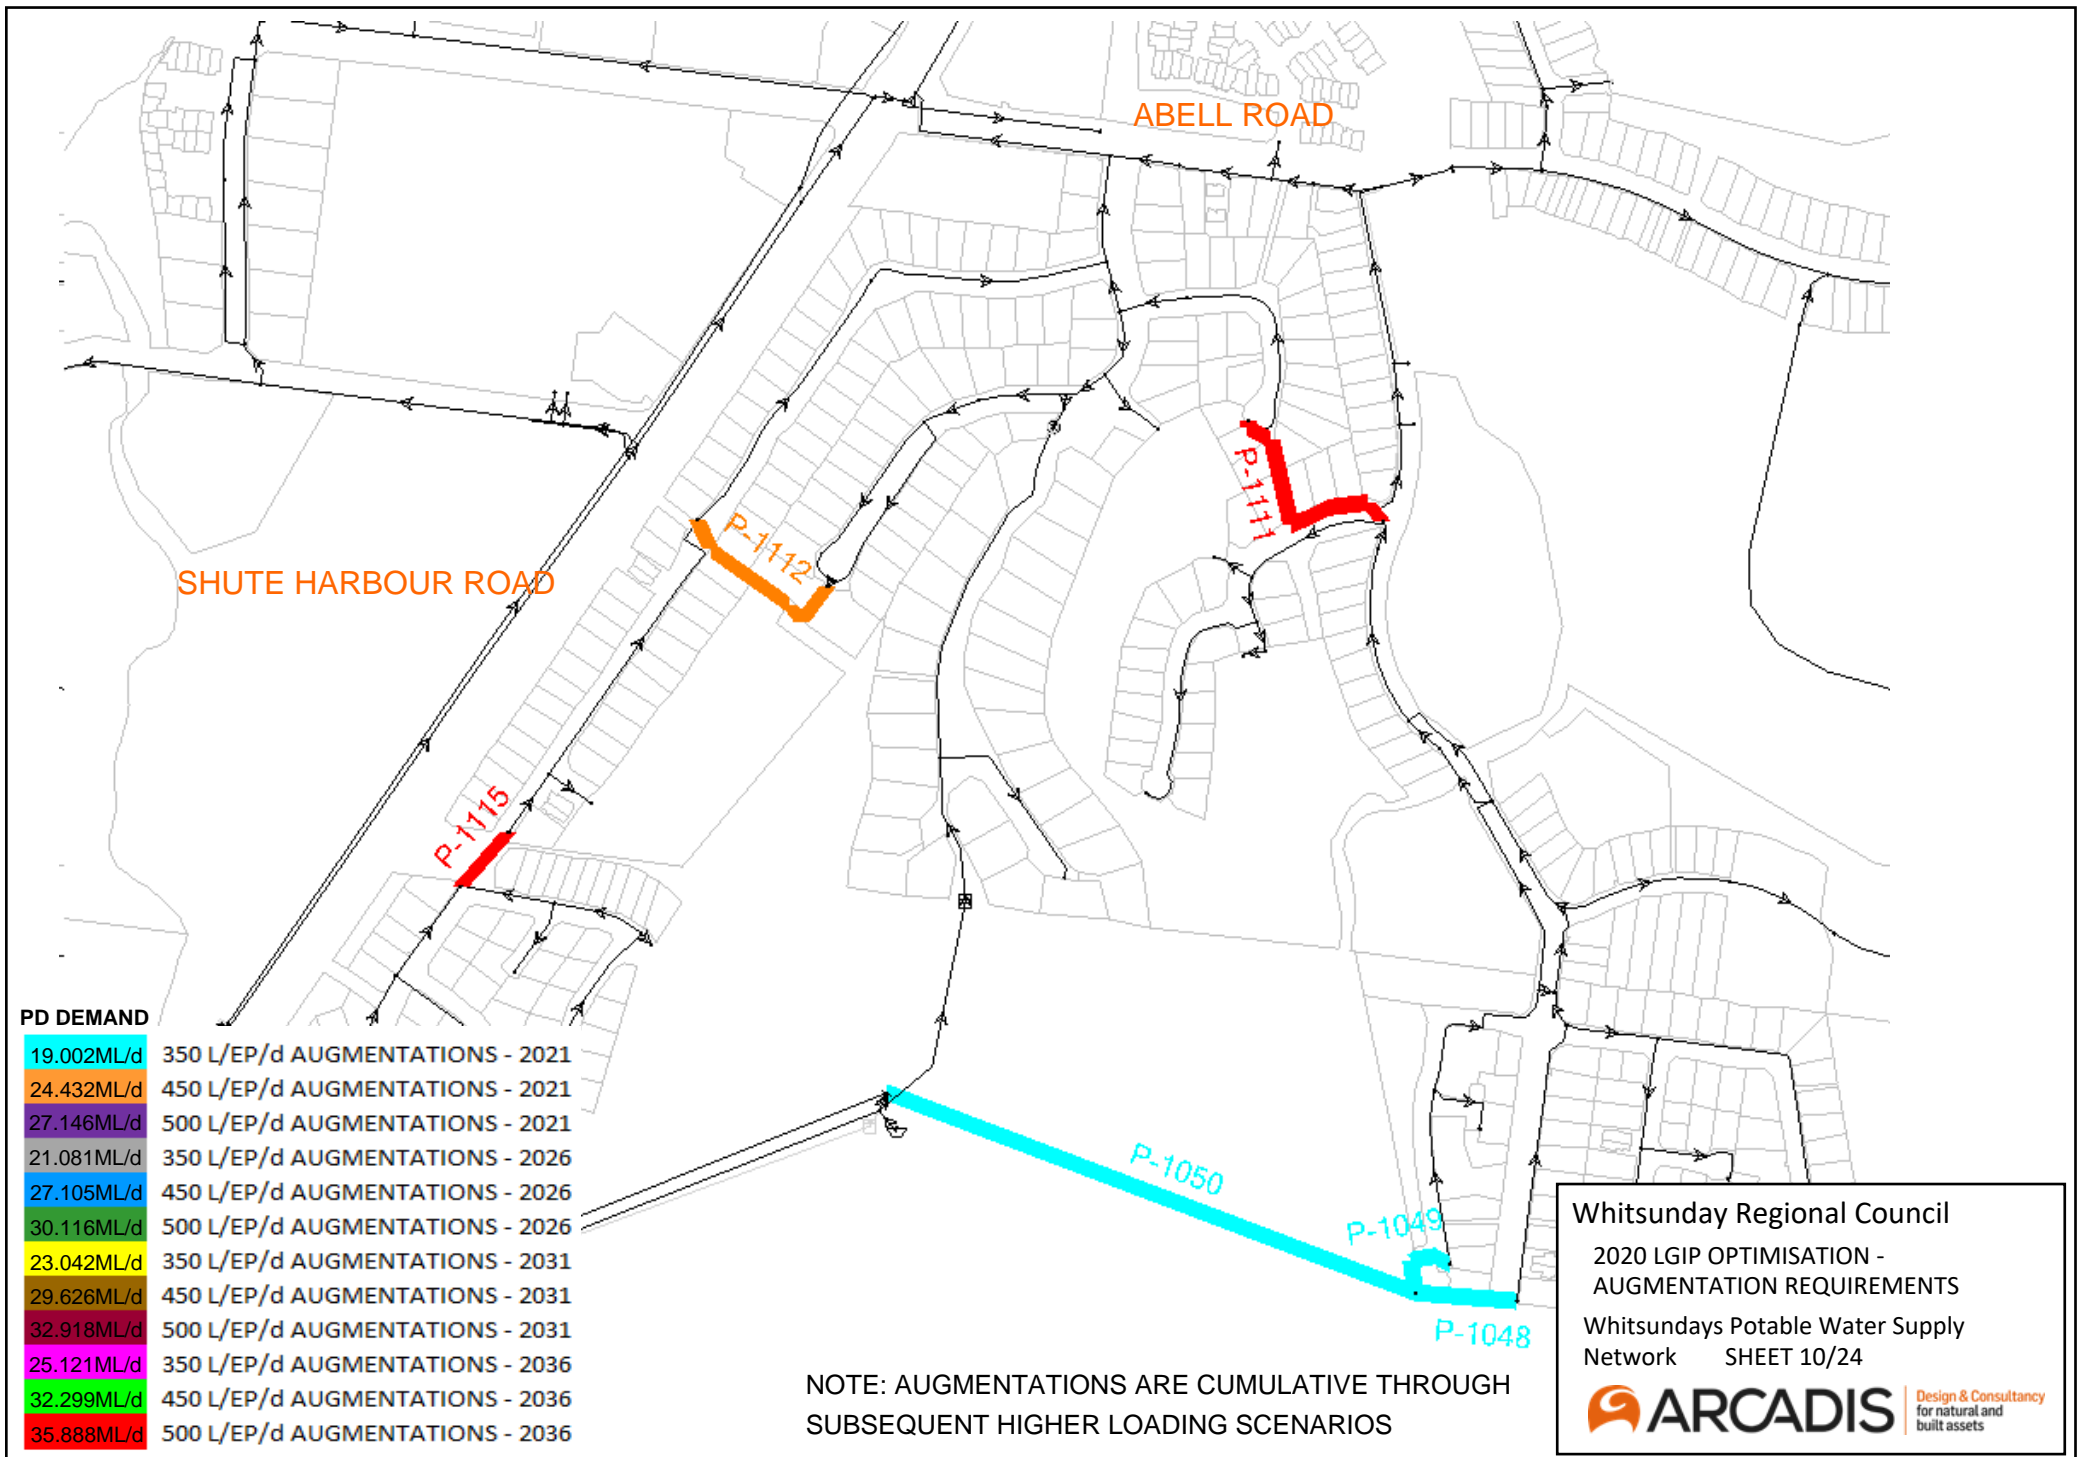 ABELL ROAD
P-1111
P-1112
SHUTE HARBOUR ROAD
P-1115
PD DEMAND
19.002ML/d 350 L/EP/d AUGMENTATIONS - 2021
24.432ML/d 450 L/EP/d AUGMENTATIONS - 2021
27.146ML/d 500 L/EP/d AUGMENTATIONS - 2021
21.081ML/d 350 L/EP/d AUGMENTATIONS - 2026
27.105ML/d 450 L/EP/d AUGMENTATIONS - 2026
30.116ML/d 500 L/EP/d AUGMENTATIONS - 2026
23.042ML/d 350 L/EP/d AUGMENTATIONS - 2031
29.626ML/d 450 L/EP/d AUGMENTATIONS - 2031
32.918ML/d 500 L/EP/d AUGMENTATIONS - 2031
25.121ML/d 350 L/EP/d AUGMENTATIONS - 2036
32.299ML/d 450 L/EP/d AUGMENTATIONS - 2036
35.888ML/d 500 L/EP/d AUGMENTATIONS - 2036
P-1050
P-1049
P-1048
NOTE: AUGMENTATIONS ARE CUMULATIVE THROUGH
SUBSEQUENT HIGHER LOADING SCENARIOS
Whitsunday Regional Council
2020 LGIP OPTIMISATION -
AUGMENTATION REQUIREMENTS
Whitsundays Potable Water Supply
Network SHEET 10/24
ARCADIS
Design & Consultancy
for natural and
built assets